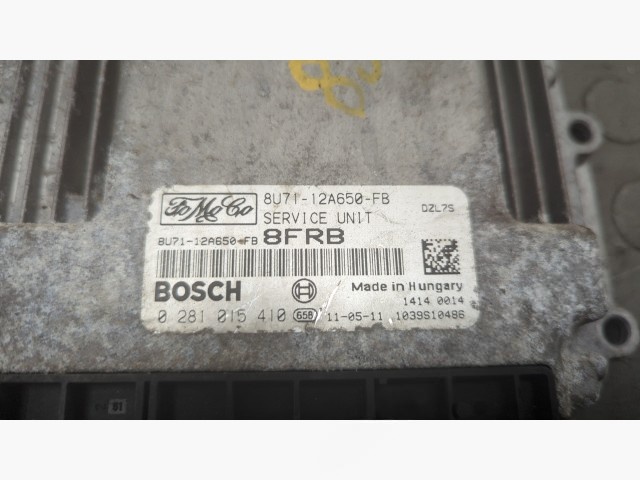 FoMoCo
8U71-12A650-FB
SERVICE UNIT
DZL7S
8U71-12A650-FB 8FRB
BOSCH
Made in Hungary
1414 0014
0 281 015 410 658 11-05-11 1039S10486